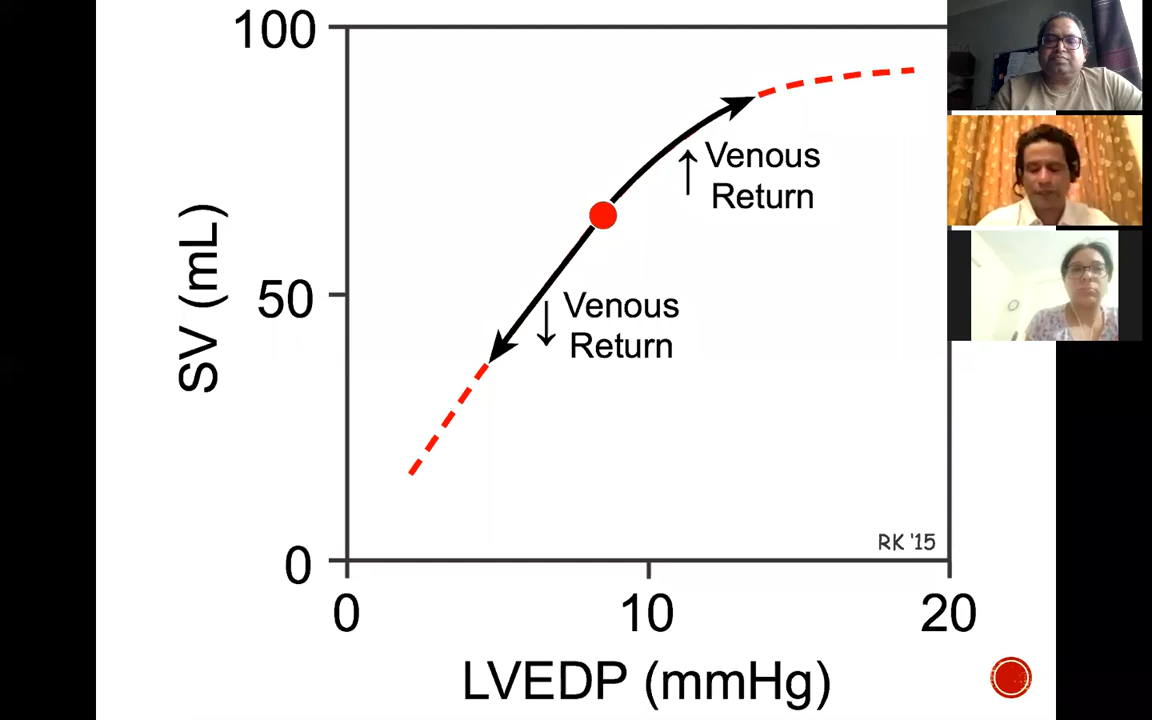 100
↑ Venous
Return
SV (mL)
50
↓ Venous
Return
RK '15
0
0 10 20
LVEDP (mmHg)